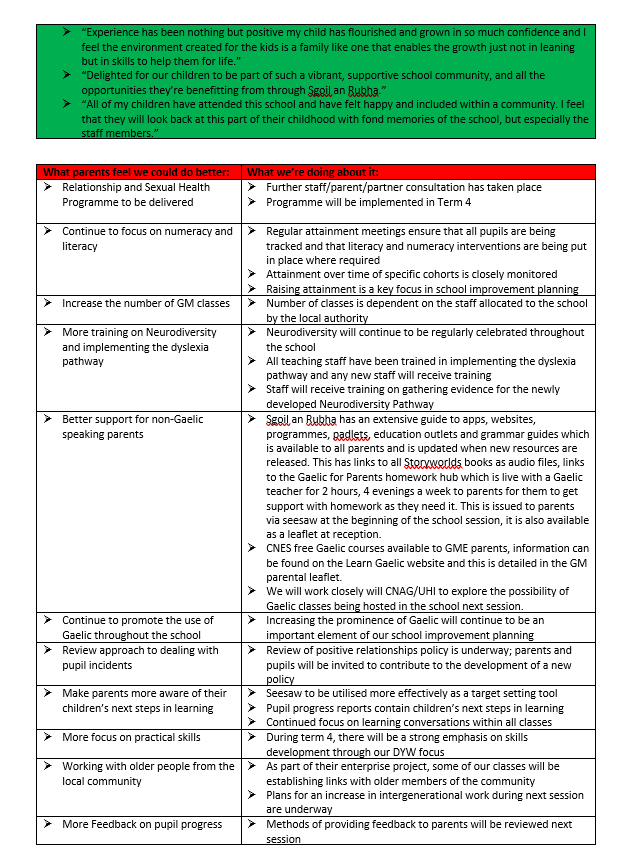 ➢ “Experience has been nothing but positive my child has flourished and grown in so much confidence and I
feel the environment created for the kids is a family like one that enables the growth just not in leaning
but in skills to help them for life.”
➢ “Delighted for our children to be part of such a vibrant, supportive school community, and all the
opportunities they’re benefitting from through Sgoil an Rubha.”
➢ “All of my children have attended this school and have felt happy and included within a community. I feel
that they will look back at this part of their childhood with fond memories of the school, but especially the
staff members.”
What parents feel we could do better:
What we’re doing about it:
➢ Relationship and Sexual Health
Programme to be delivered
➢ Further staff/parent/partner consultation has taken place
➢ Programme will be implemented in Term 4
➢ Continue to focus on numeracy and
literacy
➢ Regular attainment meetings ensure that all pupils are being
tracked and that literacy and numeracy interventions are being put
in place where required
➢ Attainment over time of specific cohorts is closely monitored
➢ Raising attainment is a key focus in school improvement planning
➢ Increase the number of GM classes
➢ Number of classes is dependent on the staff allocated to the school
by the local authority
➢ More training on Neurodiversity
and implementing the dyslexia
pathway
➢ Neurodiversity will continue to be regularly celebrated throughout
the school
➢ All teaching staff have been trained in implementing the dyslexia
pathway and any new staff will receive training
➢ Staff will receive training on gathering evidence for the newly
developed Neurodiversity Pathway
➢ Better support for non-Gaelic
speaking parents
➢ Sgoil an Rubha has an extensive guide to apps, websites,
programmes, padlets, education outlets and grammar guides which
is available to all parents and is updated when new resources are
released. This has links to all Storyworlds books as audio files, links
to the Gaelic for Parents homework hub which is live with a Gaelic
teacher for 2 hours, 4 evenings a week to parents for them to get
support with homework as they need it. This is issued to parents
via seesaw at the beginning of the school session, it is also available
as a leaflet at reception.
➢ CNES free Gaelic courses available to GME parents, information can
be found on the Learn Gaelic website and this is detailed in the GM
parental leaflet.
➢ We will work closely will CNAG/UHI to explore the possibility of
Gaelic classes being hosted in the school next session.
➢ Continue to promote the use of
Gaelic throughout the school
➢ Increasing the prominence of Gaelic will continue to be an
important element of our school improvement planning
➢ Review approach to dealing with
pupil incidents
➢ Review of positive relationships policy is underway; parents and
pupils will be invited to contribute to the development of a new
policy
➢ Make parents more aware of their
children’s next steps in learning
➢ Seesaw to be utilised more effectively as a target setting tool
➢ Pupil progress reports contain children’s next steps in learning
➢ Continued focus on learning conversations within all classes
➢ More focus on practical skills
➢ During term 4, there will be a strong emphasis on skills
development through our DYW focus
➢ Working with older people from the
local community
➢ As part of their enterprise project, some of our classes will be
establishing links with older members of the community
➢ Plans for an increase in intergenerational work during next session
are underway
➢ More Feedback on pupil progress
➢ Methods of providing feedback to parents will be reviewed next
session